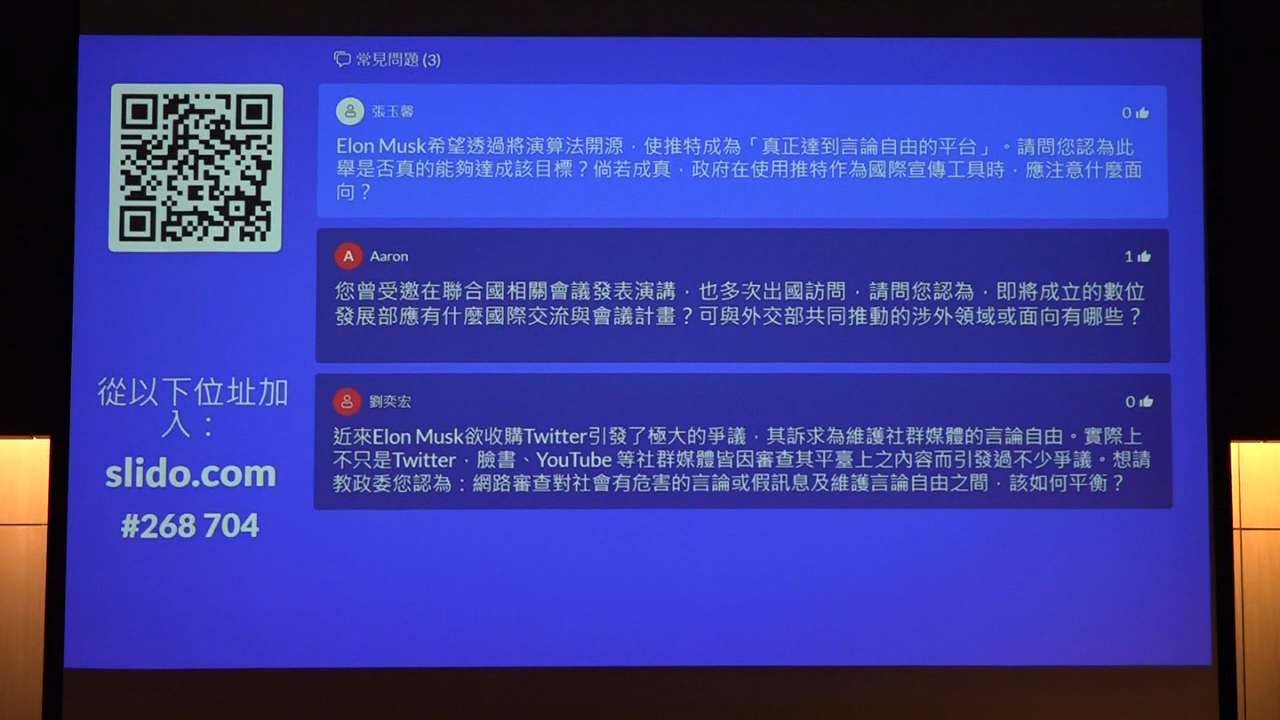 常見問題 (3)
張玉馨
0
Elon Musk希望透過將演算法開源，使推特成為「真正達到言論自由的平台」。請問您認為此
舉是否真的能夠達成該目標？倘若成真，政府在使用推特作為國際宣傳工具時，應注意什麼面
向？
A
Aaron
1
您曾受邀在聯合國相關會議發表演講，也多次出國訪問，請問您認為，即將成立的數位
發展部應有什麼國際交流與會議計畫？可與外交部共同推動的涉外領域或面向有哪些？
劉奕宏
0
近來Elon Musk欲收購Twitter引發了極大的爭議，其訴求為維護社群媒體的言論自由。實際上
不只是Twitter，臉書、YouTube 等社群媒體皆因審查其平臺上之內容而引發過不少爭議。想請
教政委您認為：網路審查對社會有危害的言論或假訊息及維護言論自由之間，該如何平衡？
從以下位址加
入：
slido.com
#268 704